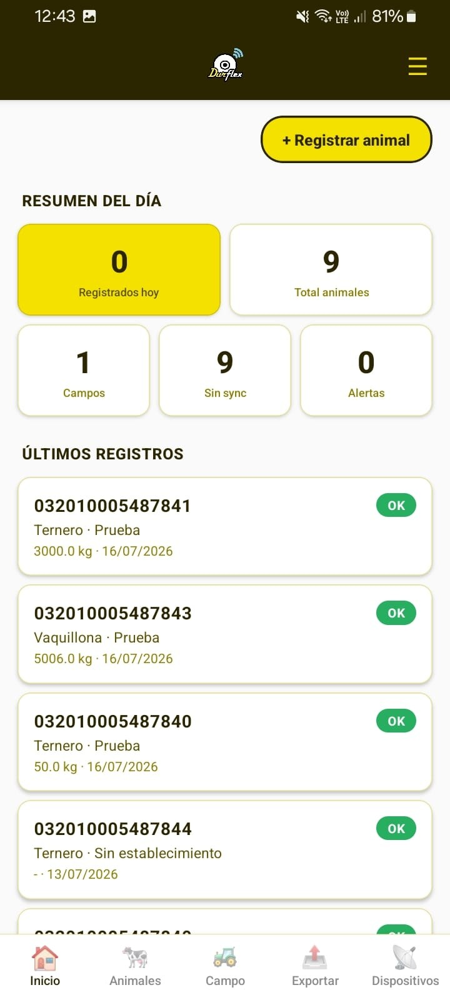 12:43
Vo))
LTE
81%
Durflex
+ Registrar animal
RESUMEN DEL DÍA
0
Registrados hoy
9
Total animales
1
Campos
9
Sin sync
0
Alertas
ÚLTIMOS REGISTROS
032010005487841
OK
Ternero · Prueba
3000.0 kg · 16/07/2026
032010005487843
OK
Vaquillona · Prueba
5006.0 kg · 16/07/2026
032010005487840
OK
Ternero · Prueba
50.0 kg · 16/07/2026
032010005487844
OK
Ternero · Sin establecimiento
- · 13/07/2026
Inicio
Animales
Campo
Exportar
Dispositivos